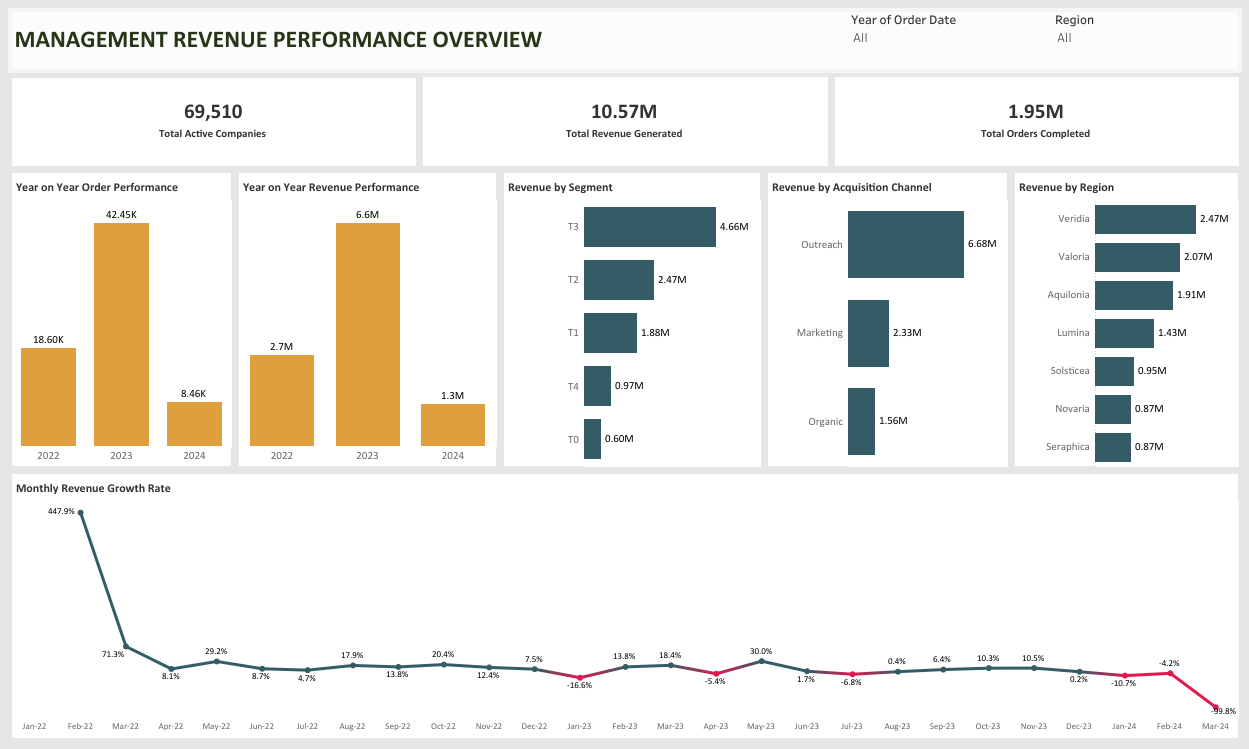 MANAGEMENT REVENUE PERFORMANCE OVERVIEW
Year of Order Date
All
Region
All
69,510
Total Active Companies
10.57M
Total Revenue Generated
1.95M
Total Orders Completed
Year on Year Order Performance
42.45K
18.60K
8.46K
2022 2023 2024
Year on Year Revenue Performance
6.6M
2.7M
1.3M
2022 2023 2024
Revenue by Segment
T3 4.66M
T2 2.47M
T1 1.88M
T4 0.97M
T0 0.60M
Revenue by Acquisition Channel
Outreach 6.68M
Marketing 2.33M
Organic 1.56M
Revenue by Region
Veridia 2.47M
Valoria 2.07M
Aquilonia 1.91M
Lumina 1.43M
Solsticea 0.95M
Novaria 0.87M
Seraphica 0.87M
Monthly Revenue Growth Rate
447.9% 71.3% 8.1% 29.2% 8.7% 4.7% 17.9% 13.8% 20.4% 12.4% 7.5% -16.6% 13.8% 18.4% -5.4% 30.0% 1.7% -6.8% 0.4% 6.4% 10.3% 10.5% 0.2% -10.7% -4.2% -99.8%
Jan-22 Feb-22 Mar-22 Apr-22 May-22 Jun-22 Jul-22 Aug-22 Sep-22 Oct-22 Nov-22 Dec-22 Jan-23 Feb-23 Mar-23 Apr-23 May-23 Jun-23 Jul-23 Aug-23 Sep-23 Oct-23 Nov-23 Dec-23 Jan-24 Feb-24 Mar-24